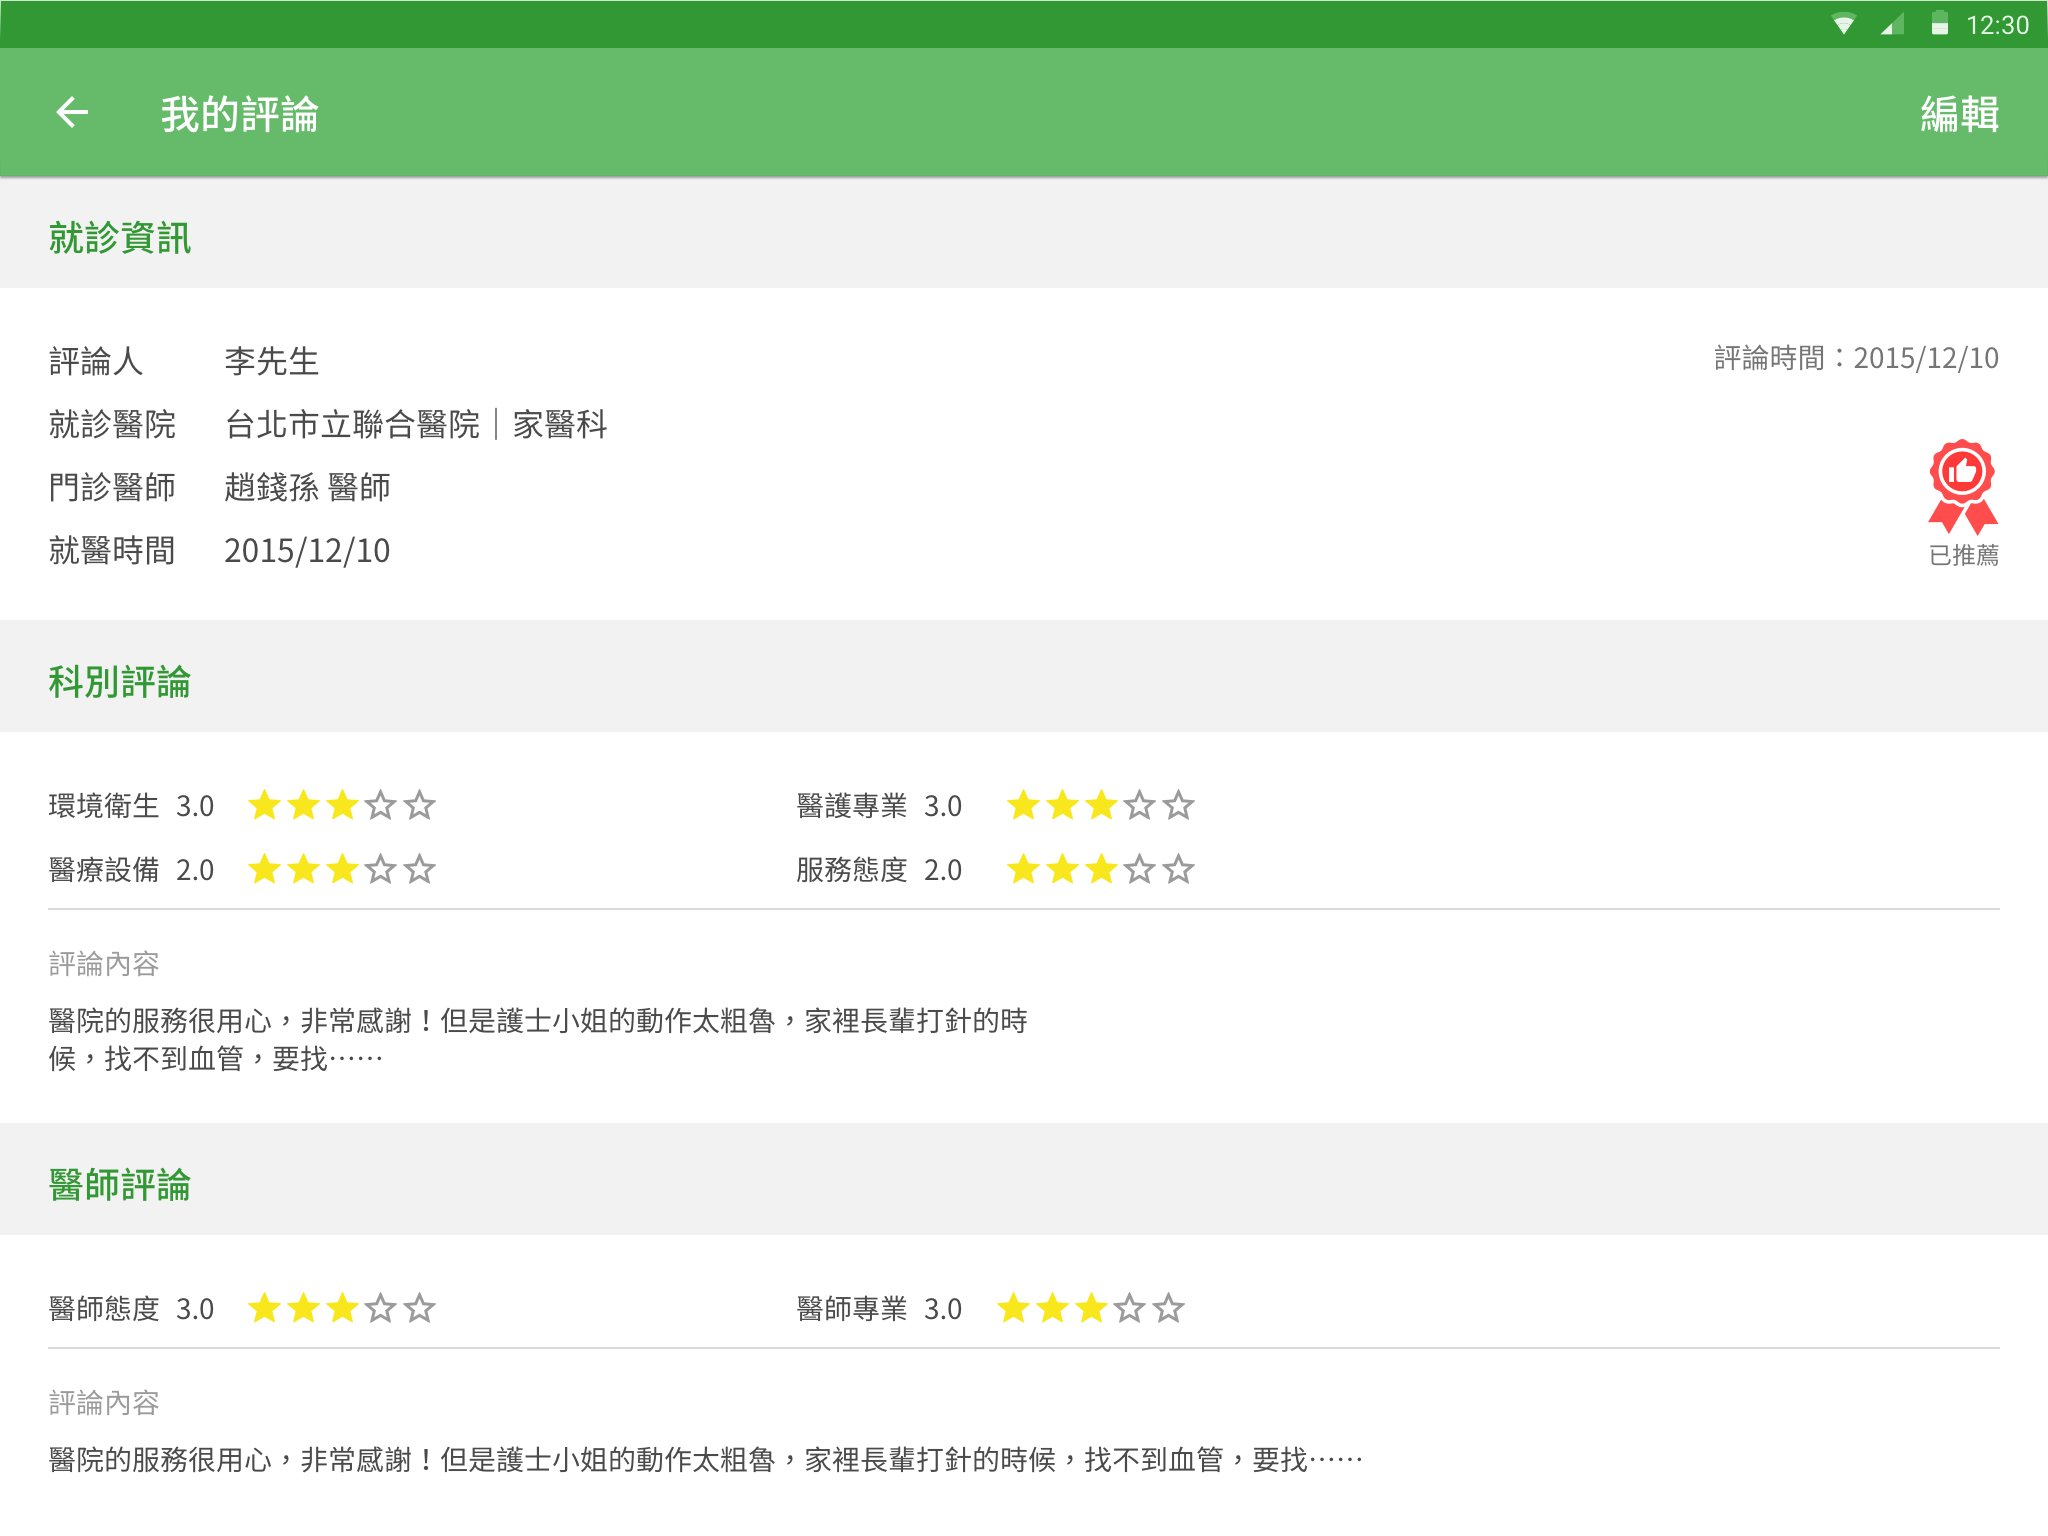 12:30
我的評論 編輯
就診資訊
評論人 李先生 評論時間：2015/12/10
就診醫院 台北市立聯合醫院｜家醫科
門診醫師 趙錢孫 醫師
就醫時間 2015/12/10
已推薦
科別評論
環境衛生 3.0 醫護專業 3.0
醫療設備 2.0 服務態度 2.0
評論內容
醫院的服務很用心，非常感謝！但是護士小姐的動作太粗魯，家裡長輩打針的時
候，找不到血管，要找⋯⋯
醫師評論
醫師態度 3.0 醫師專業 3.0
評論內容
醫院的服務很用心，非常感謝！但是護士小姐的動作太粗魯，家裡長輩打針的時候，找不到血管，要找⋯⋯